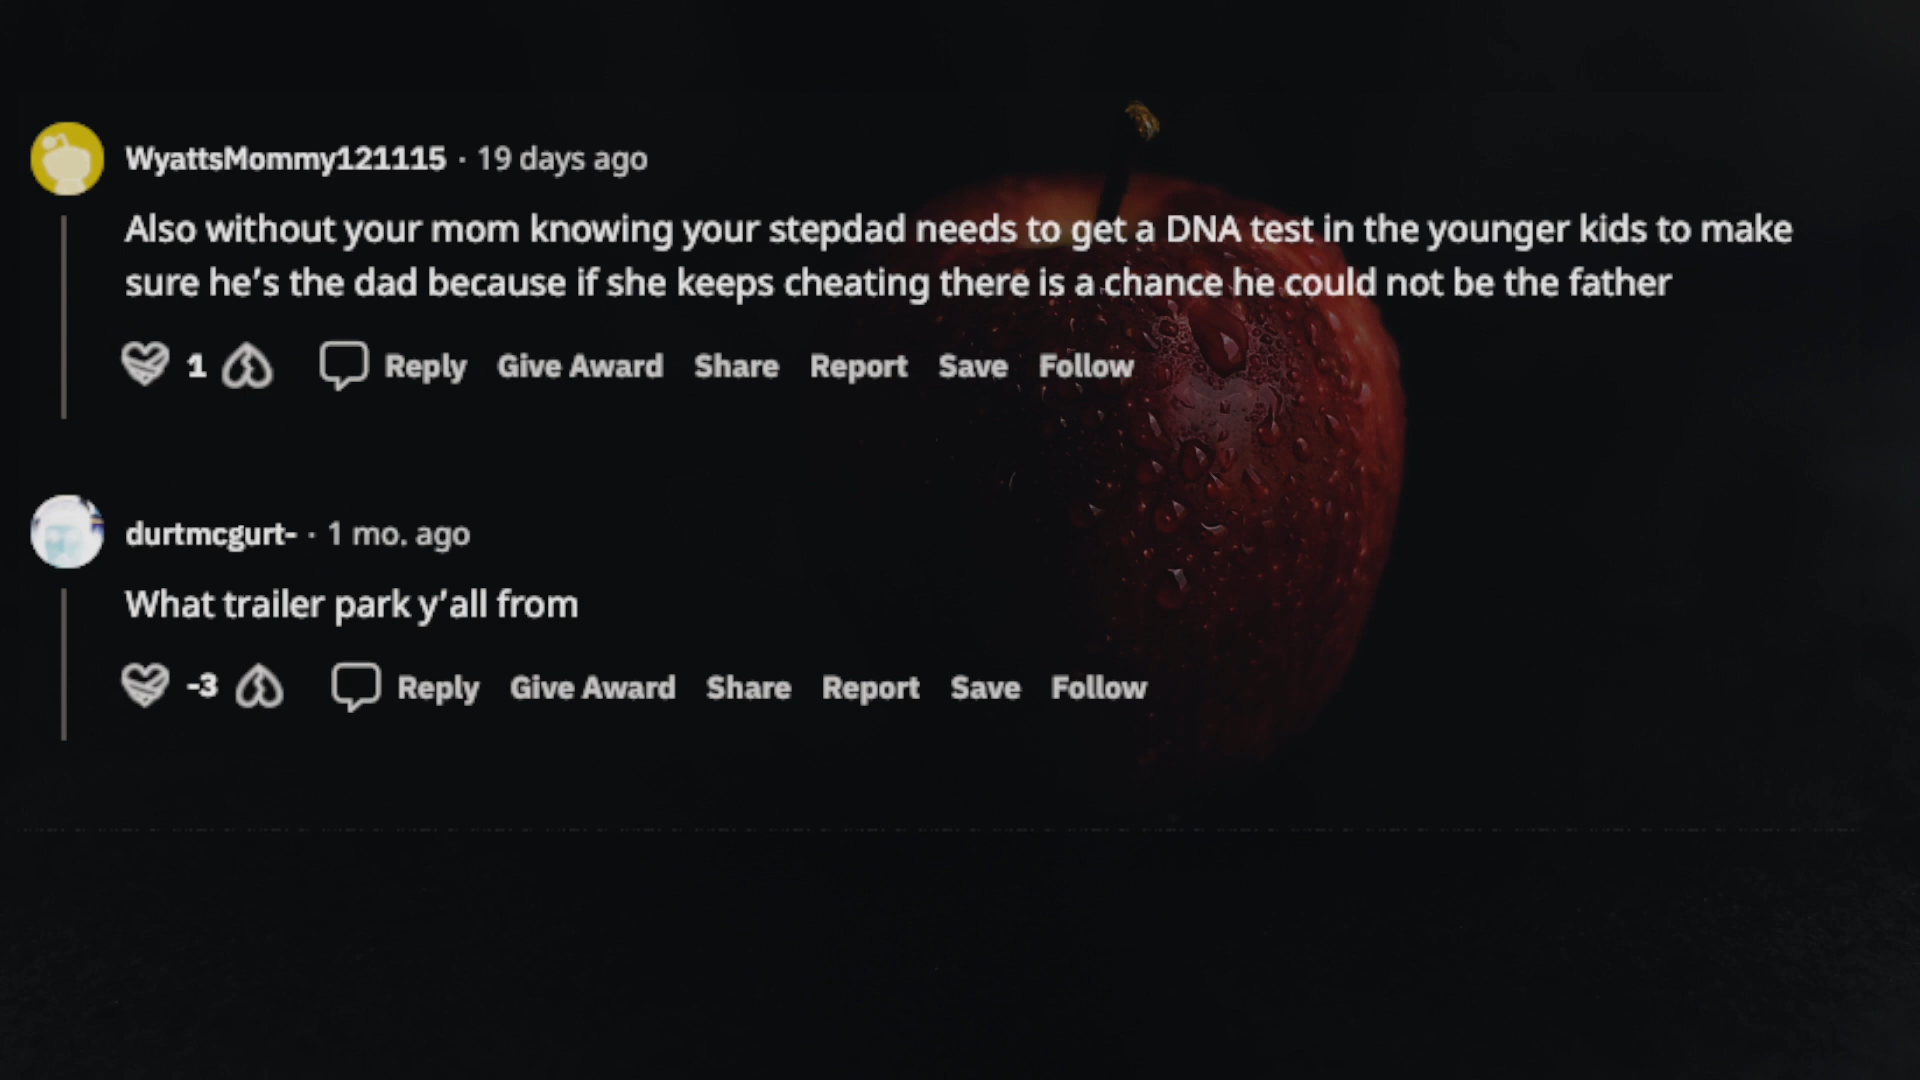 WyattsMommy121115 · 19 days ago
Also without your mom knowing your stepdad needs to get a DNA test in the younger kids to make
sure he's the dad because if she keeps cheating there is a chance he could not be the father
1 Reply Give Award Share Report Save Follow
durtmcgurt- · 1 mo. ago
What trailer park y'all from
-3 Reply Give Award Share Report Save Follow